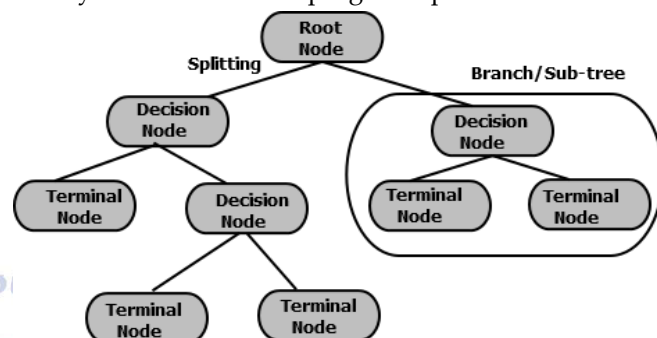 Root
Node
Splitting
Branch/Sub-tree
Decision
Node
Decision
Node
Terminal
Node
Decision
Node
Terminal
Node
Terminal
Node
Terminal
Node
Terminal
Node